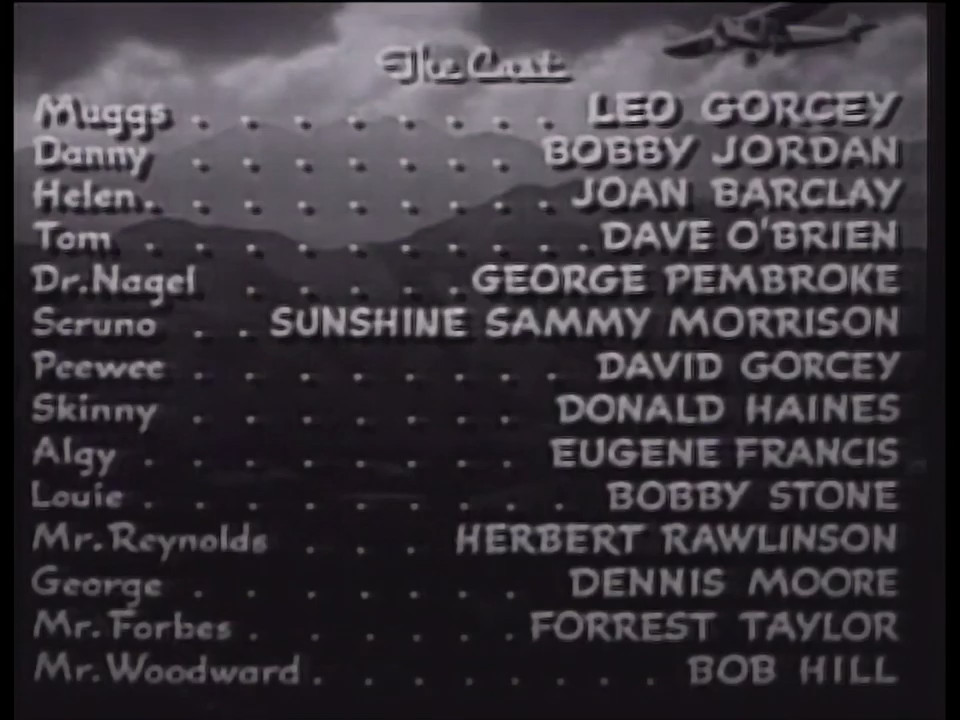 The Cast
Muggs . . . . . . . . LEO GORCEY
Danny . . . . . . . BOBBY JORDAN
Helen . . . . . . . . . JOAN BARCLAY
Tom . . . . . . . . . DAVE O'BRIEN
Dr. Nagel . . . . . GEORGE PEMBROKE
Scruno . . SUNSHINE SAMMY MORRISON
Peewee . . . . . . . . DAVID GORCEY
Skinny . . . . . . . DONALD HAINES
Algy . . . . . . . . EUGENE FRANCIS
Louie . . . . . . . . . BOBBY STONE
Mr. Reynolds . . . HERBERT RAWLINSON
George . . . . . . . DENNIS MOORE
Mr. Forbes . . . . . . FORREST TAYLOR
Mr. Woodward . . . . . . . BOB HILL